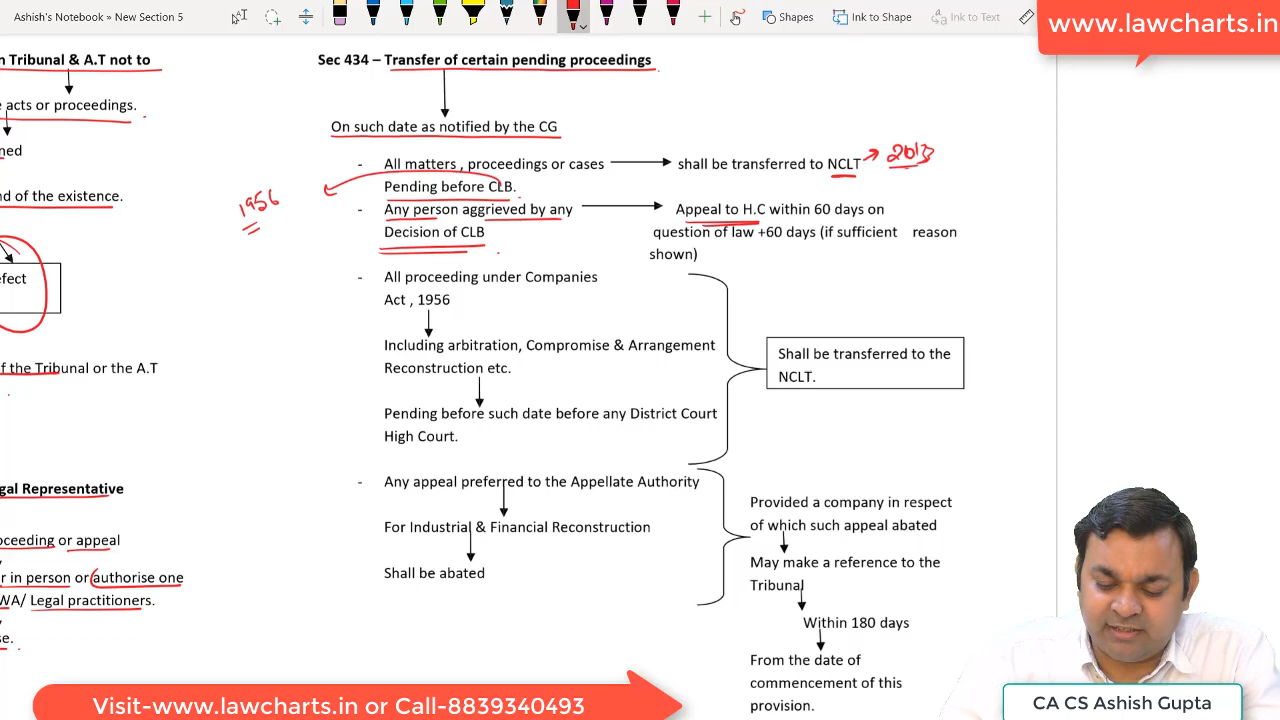 Ashish's Notebook » New Section 5
Shapes
Ink to Shape
Ink to Text
www.lawcharts.in
n Tribunal & A.T not to
e acts or proceedings.
ned
nd of the existence.
efect
f the Tribunal or the A.T
gal Representative
oceeding or appeal
r in person or authorise one
WA/ Legal practitioners.
se.
Sec 434 – Transfer of certain pending proceedings
On such date as notified by the CG
- All matters , proceedings or cases
Pending before CLB.
shall be transferred to NCLT
2013
1956
- Any person aggrieved by any
Decision of CLB
Appeal to H.C within 60 days on
question of law +60 days (if sufficient reason
shown)
- All proceeding under Companies
Act , 1956
Including arbitration, Compromise & Arrangement
Reconstruction etc.
Pending before such date before any District Court
High Court.
Shall be transferred to the
NCLT.
- Any appeal preferred to the Appellate Authority
For Industrial & Financial Reconstruction
Shall be abated
Provided a company in respect
of which such appeal abated
May make a reference to the
Tribunal
Within 180 days
From the date of
commencement of this
provision.
Visit-www.lawcharts.in or Call-8839340493
CA CS Ashish Gupta